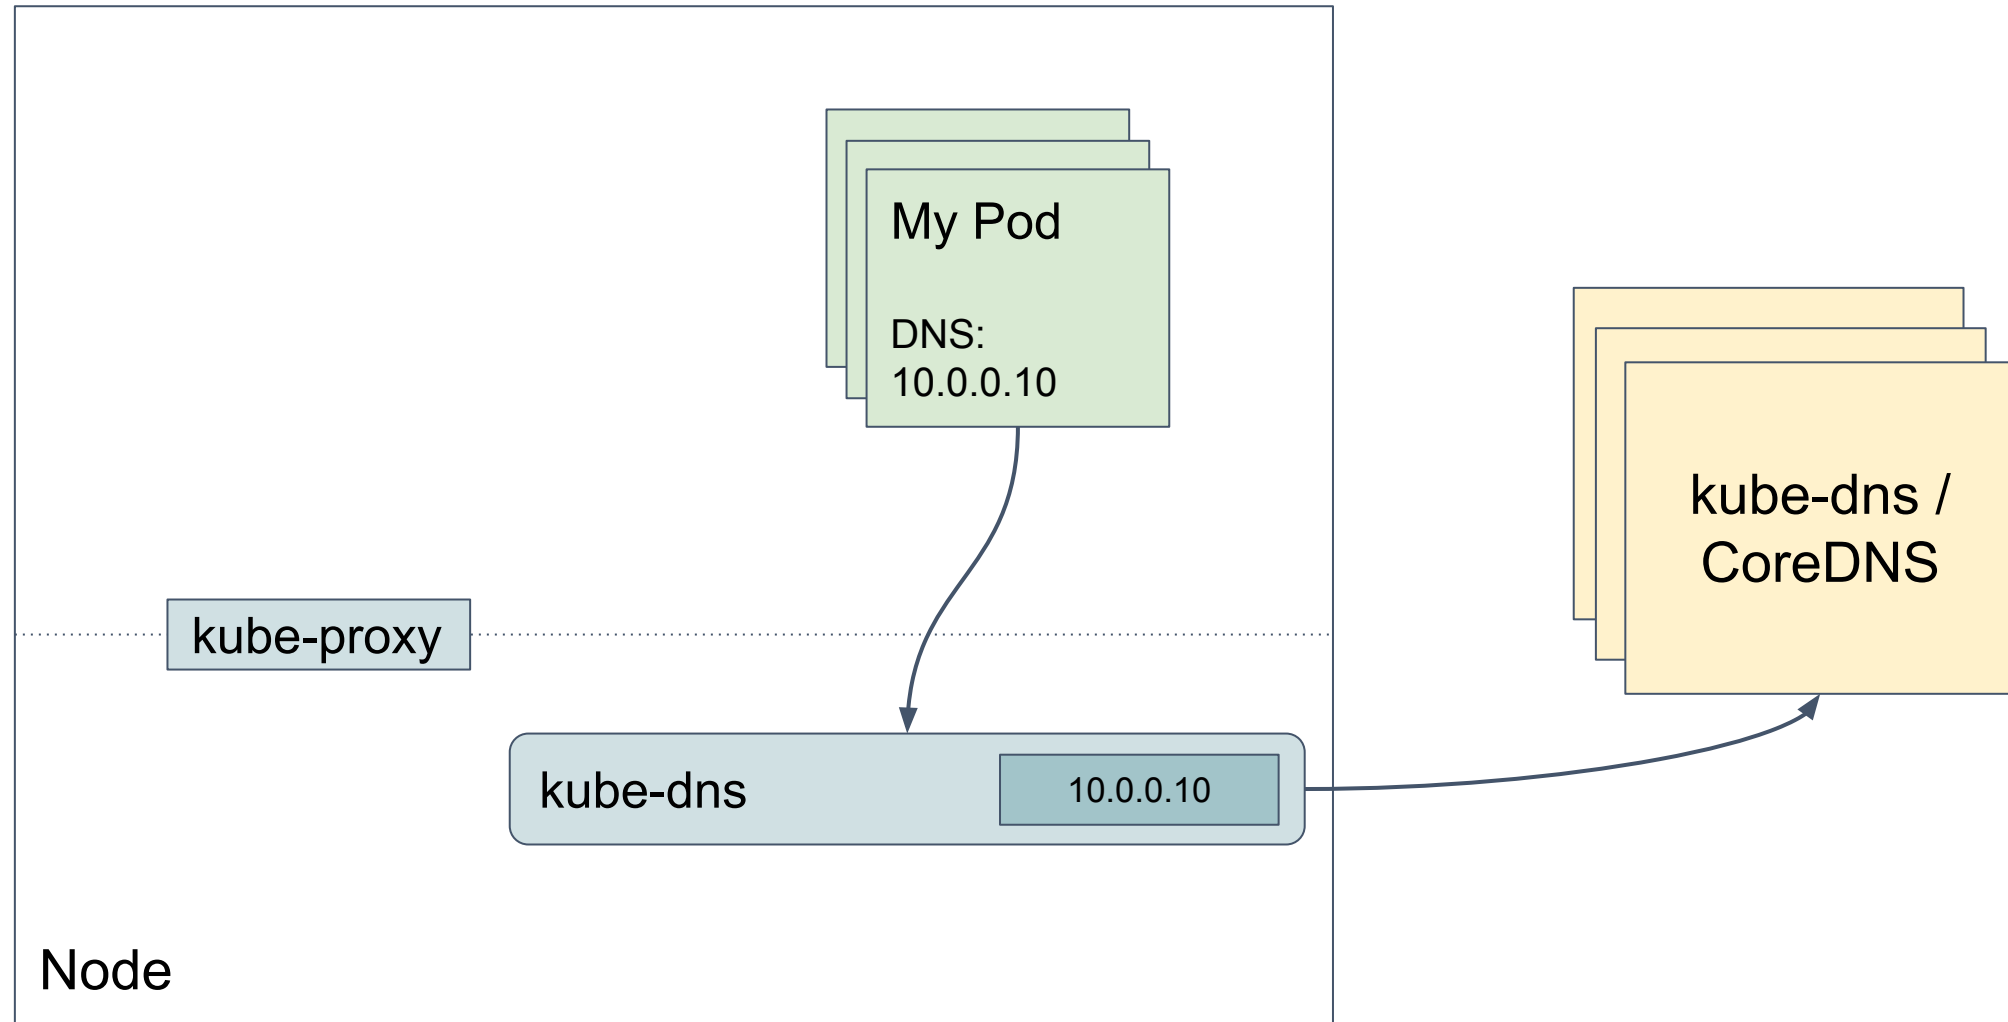 My Pod
DNS:
10.0.0.10
kube-dns /
CoreDNS
kube-proxy
kube-dns
10.0.0.10
Node